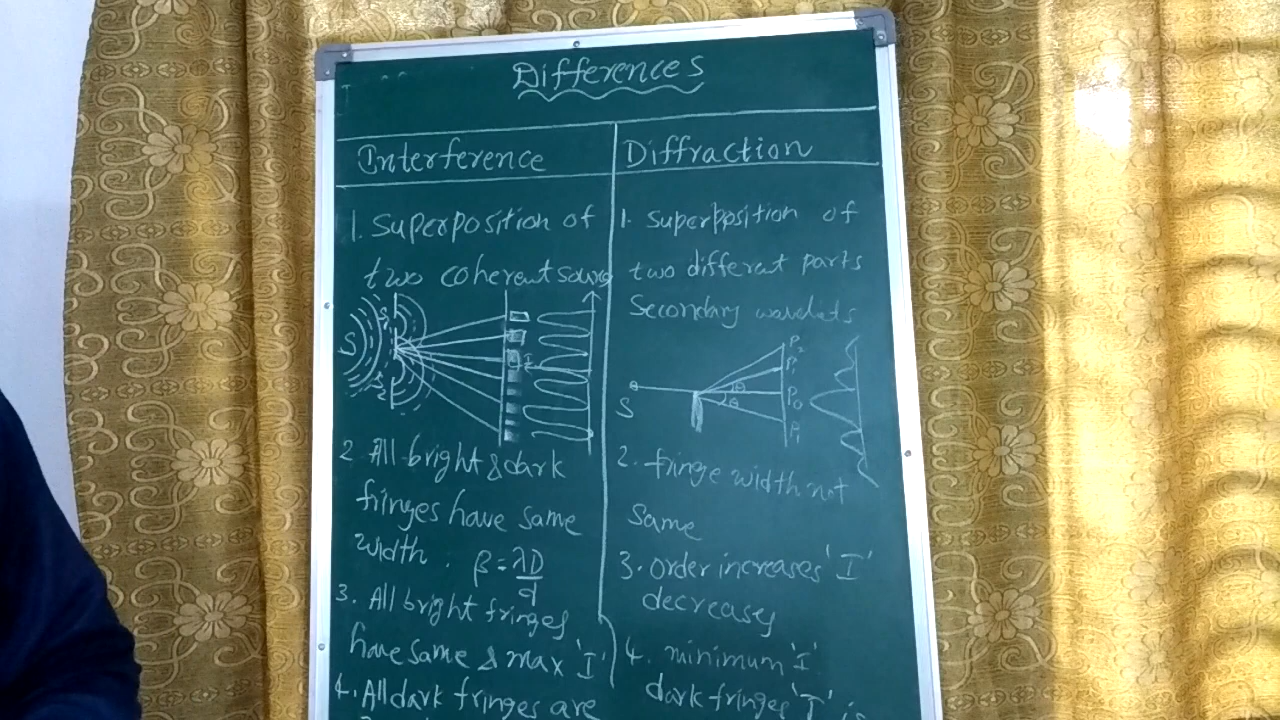 Differences
Interference
1. Superposition of
two coherent source
S
S1
S2
I
2 All bright & dark
fringes have same
width. β = λD/d
3. All bright fringes
have same & max 'I'
4. All dark fringes are
Diffraction
1. Superposition of
two different parts
Secondary wavelets
S
θ
θ
P2
P1
P0
P1
2. fringe width not
Same
3. order increases 'I'
decreases
4. minimum 'I'
dark fringes 'I' is